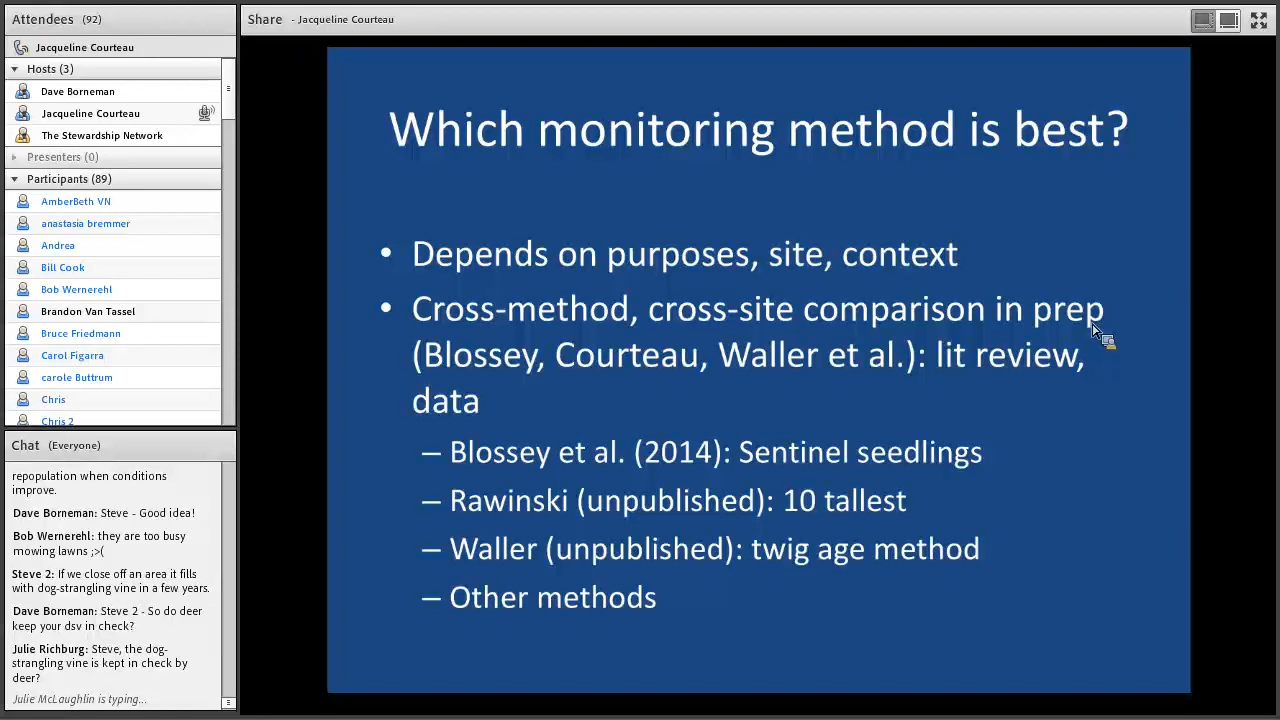 Attendees (92)
Jacqueline Courteau
Hosts (3)
Dave Borneman
Jacqueline Courteau
The Stewardship Network
Presenters (0)
Participants (89)
AmberBeth VN
anastasia bremmer
Andrea
Bill Cook
Bob Wernerehl
Brandon Van Tassel
Bruce Friedmann
Carol Figarra
carole Buttrum
Chris
Chris 2
Chat (Everyone)
repopulation when conditions
improve.
Dave Borneman: Steve - Good idea!
Bob Wernerehl: they are too busy
mowing lawns ;>(
Steve 2: If we close off an area it fills
with dog-strangling vine in a few years.
Dave Borneman: Steve 2 - So do deer
keep your dsv in check?
Julie Richburg: Steve, the dog-
strangling vine is kept in check by
deer?
Julie McLaughlin is typing...
Share - Jacqueline Courteau
Which monitoring method is best?
• Depends on purposes, site, context
• Cross-method, cross-site comparison in prep
(Blossey, Courteau, Waller et al.): lit review,
data
– Blossey et al. (2014): Sentinel seedlings
– Rawinski (unpublished): 10 tallest
– Waller (unpublished): twig age method
– Other methods